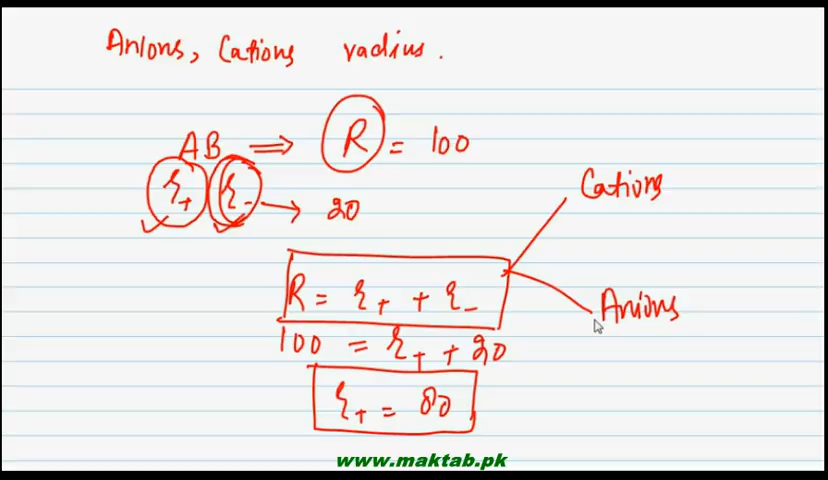 Anions, Cations radius.
AB ⟹ R = 100
r+ r- → 20
Cations
R = r+ + r-
Anions
100 = r+ + 20
r+ = 80
www.maktab.pk